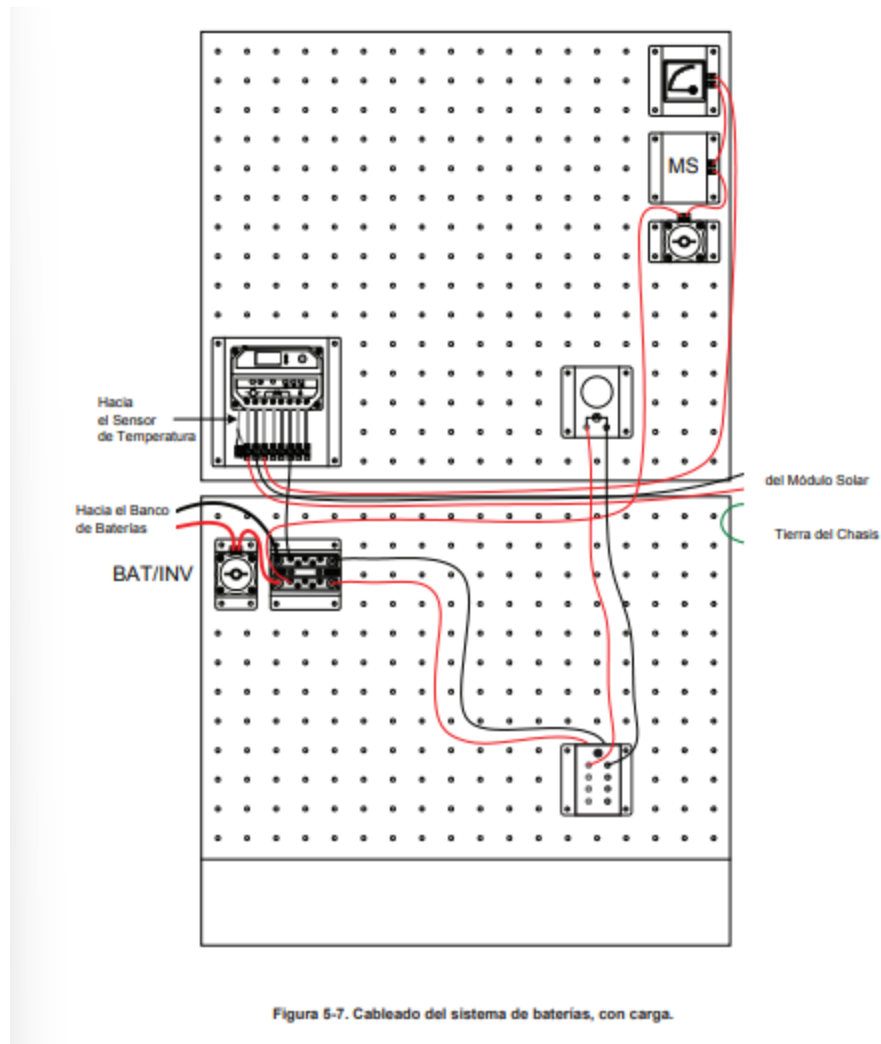 MS
Hacia
el Sensor
de Temperatura
del Módulo Solar
Hacia el Banco
de Baterías
Tierra del Chasis
BAT/INV
Figura 5-7. Cableado del sistema de baterías, con carga.